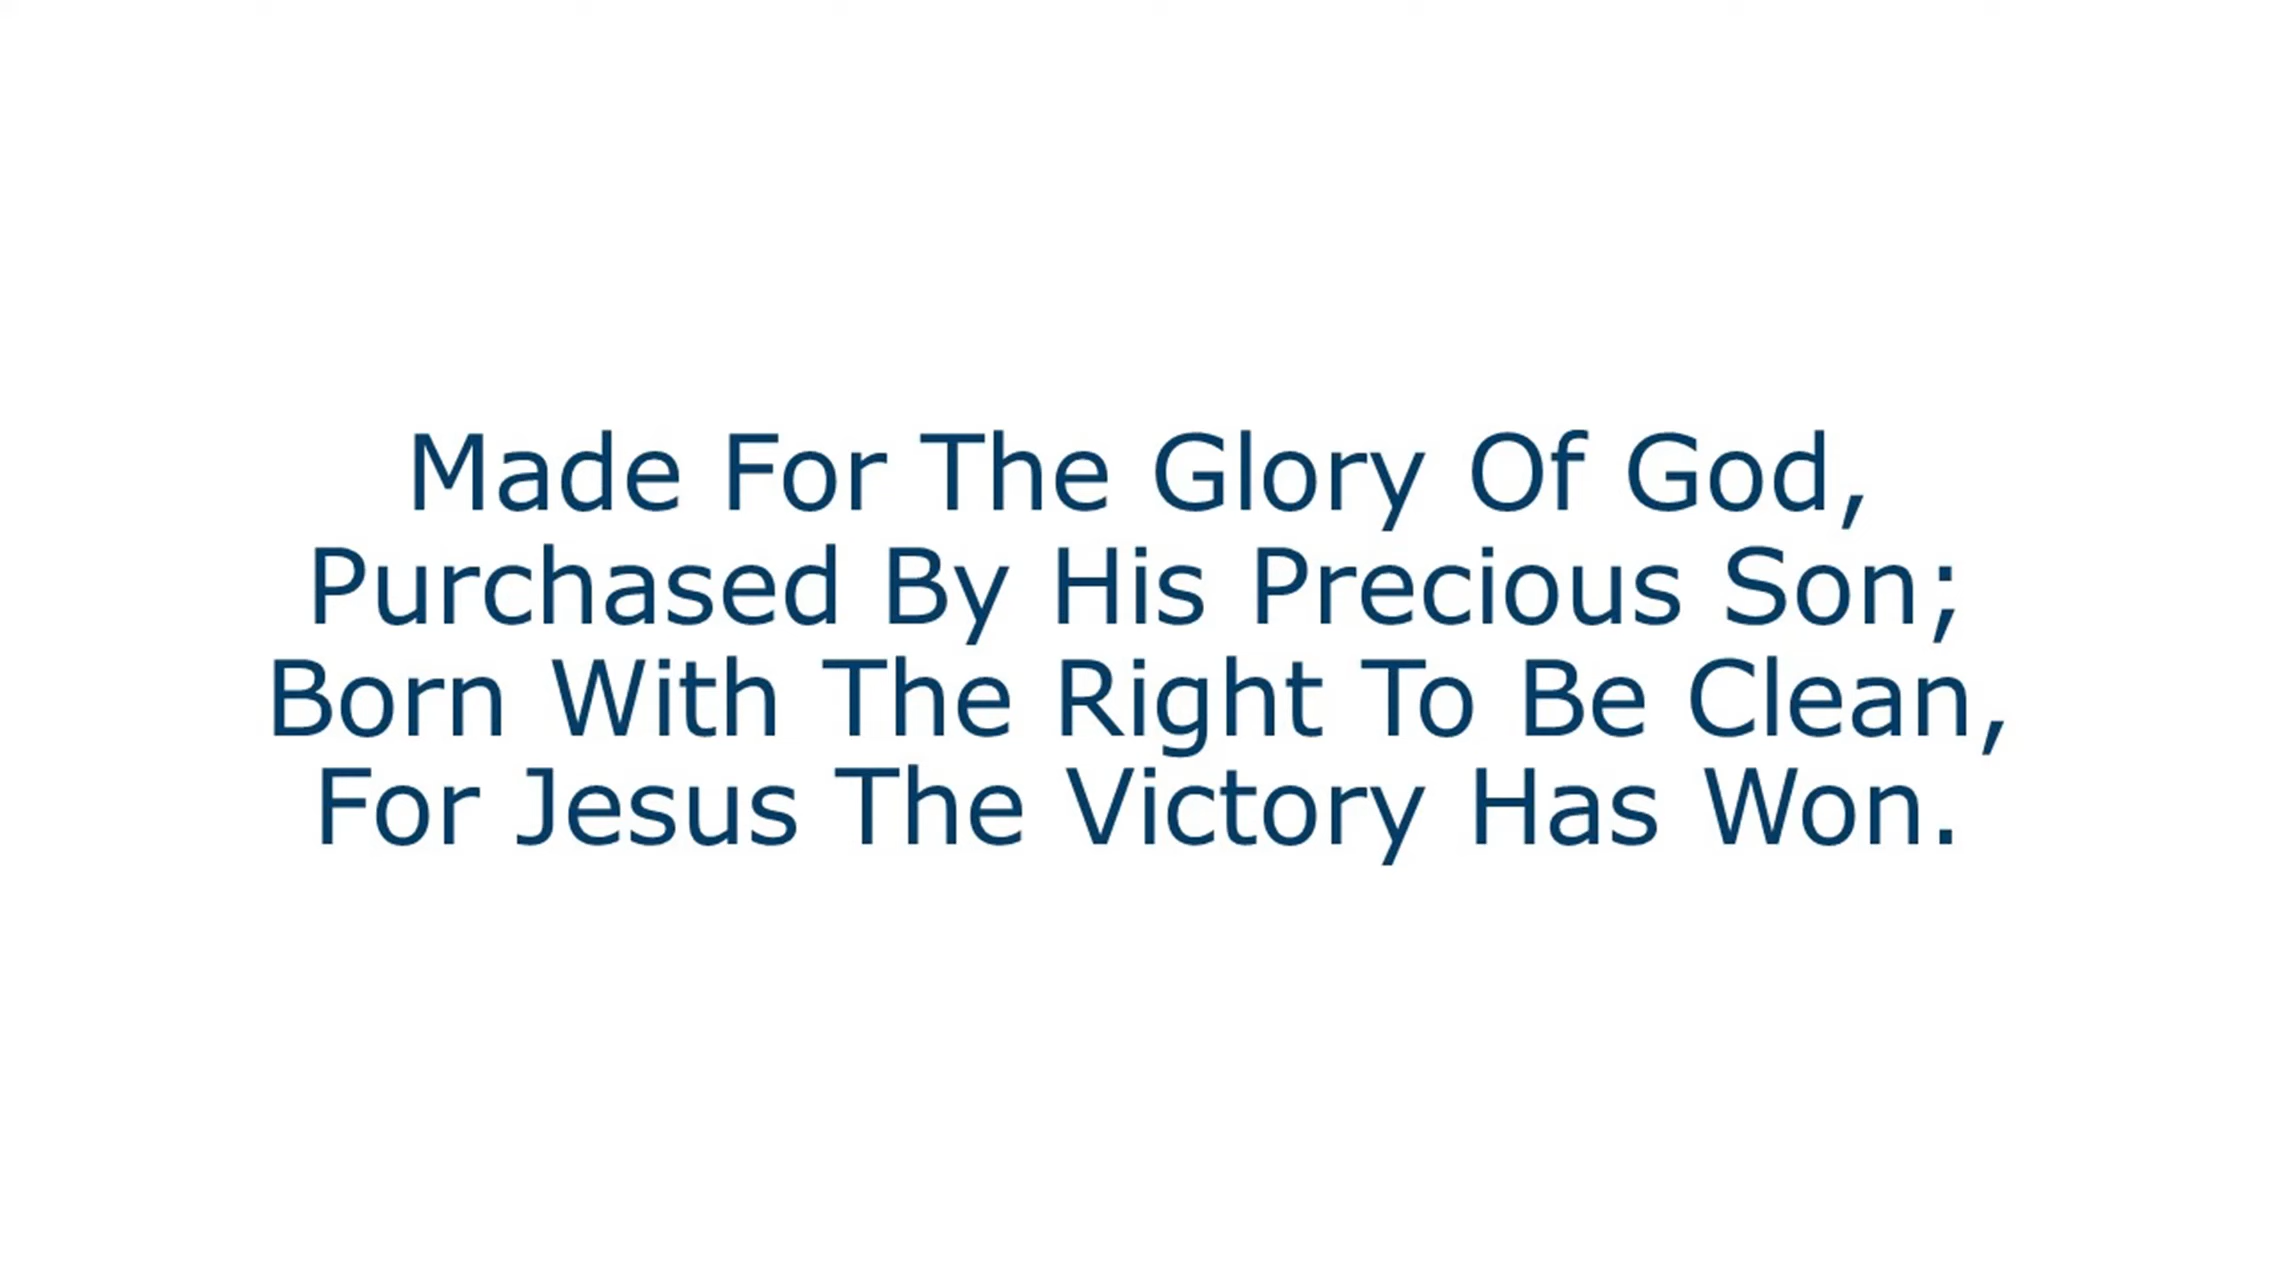 Made For The Glory Of God,
Purchased By His Precious Son;
Born With The Right To Be Clean,
For Jesus The Victory Has Won.